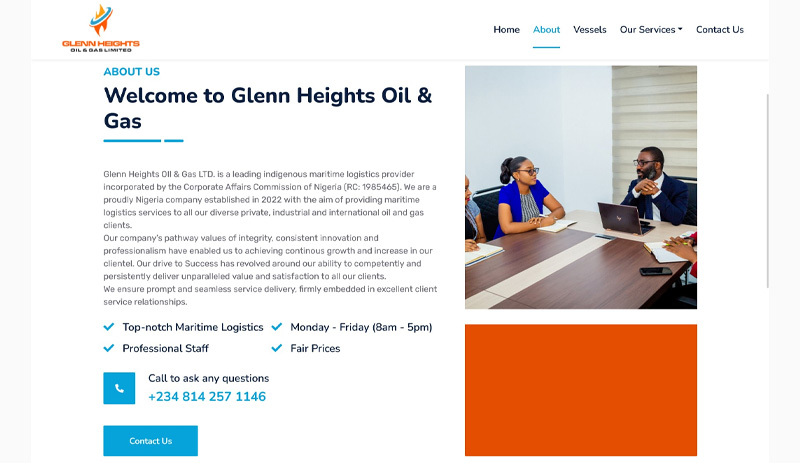 GLENN HEIGHTS
OIL & GAS LIMITED
Home About Vessels Our Services Contact Us
ABOUT US
Welcome to Glenn Heights Oil &
Gas
Glenn Heights OIl & Gas LTD. is a leading indigenous maritime logistics provider
incorporated by the Corporate Affairs Commission of Nigeria (RC: 1985465). We are a
proudly Nigeria company established in 2022 with the aim of providing maritime
logistics services to all our diverse private, industrial and international oil and gas
clients.
Our company's pathway values of integrity, consistent innovation and
professionalism have enabled us to achieving continous growth and increase in our
clientel. Our drive to Success has revolved around our ability to competently and
persistently deliver unparalleled value and satisfaction to all our clients.
We ensure prompt and seamless service delivery, firmly embedded in excellent client
service relationships.
Top-notch Maritime Logistics
Monday - Friday (8am - 5pm)
Professional Staff
Fair Prices
Call to ask any questions
+234 814 257 1146
Contact Us